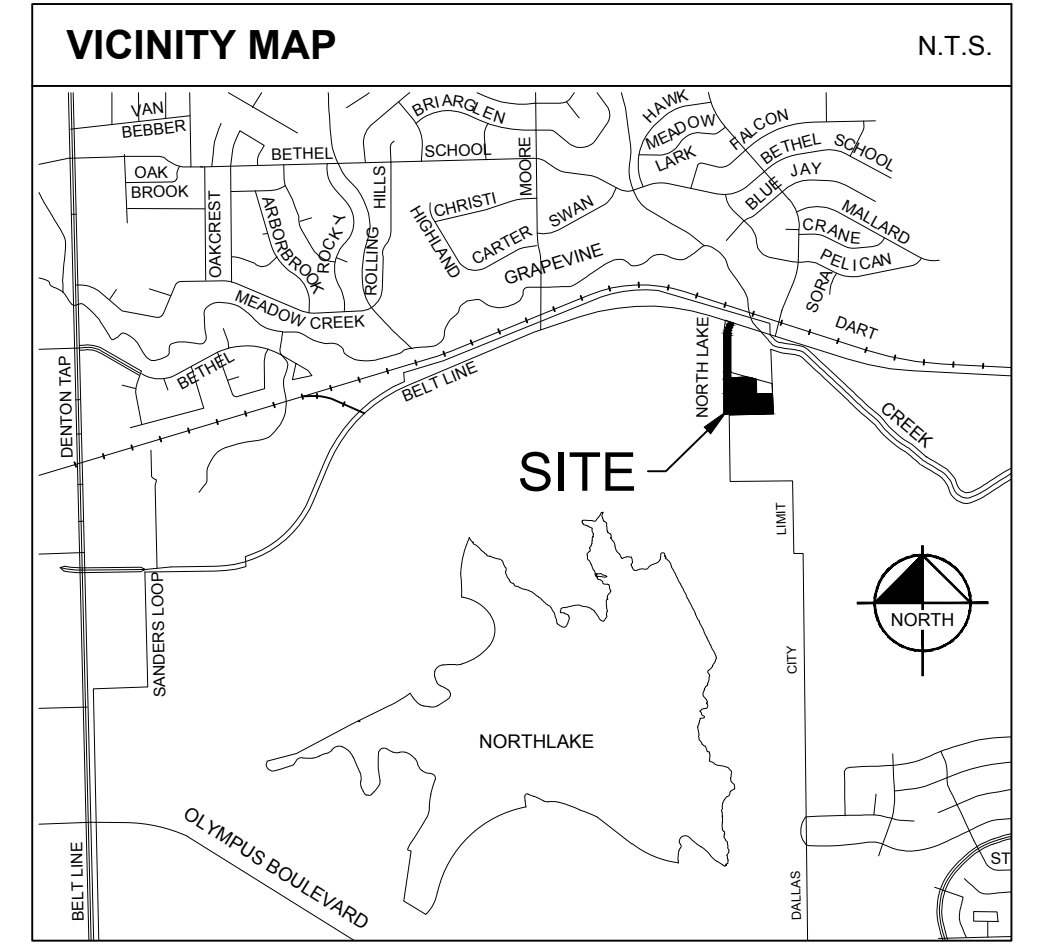 VICINITY MAP
N.T.S.
VAN
BEBBER
BRIARGLEN
HAWK
MEADOW
LARK
FALCON
BETHEL SCHOOL
BETHEL SCHOOL
MOORE
OAK
BROOK
OAKCREST
ARBORBROOK
ROCKY
ROLLING HILLS
HIGHLAND
CHRISTI
CARTER
SWAN
GRAPEVINE
BLUE JAY
MALLARD
CRANE
PELICAN
SORA
MEADOW CREEK
DART
BETHEL
BELT LINE
NORTH LAKE
DENTON TAP
CREEK
SITE
LIMIT
NORTH
SANDERS LOOP
CITY
NORTHLAKE
OLYMPUS BOULEVARD
BELT LINE
DALLAS
ST